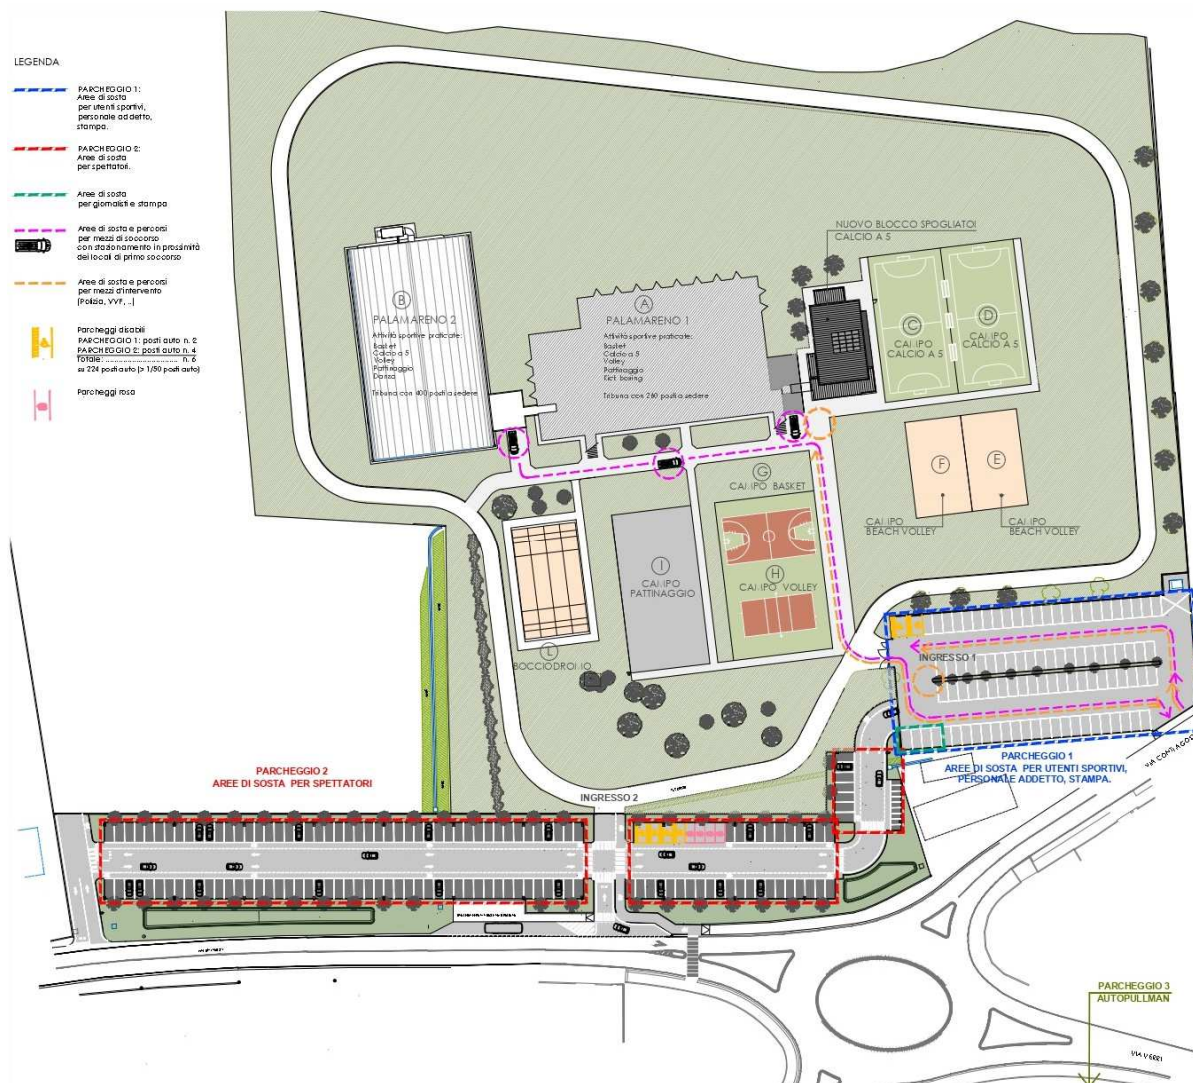 LEGENDA
PARCHEGGIO 1:
Aree di sosta
per utenti sportivi,
personale addetto,
stampa.
PARCHEGGIO 2:
Aree di sosta
per spettatori.
Aree di sosta
per giornalisti e stampa
Aree di sosta e percorsi
per mezzi di soccorso
con stazionamento in prossimità
dei locali di primo soccorso
Aree di sosta e percorsi
per mezzi d'intervento
(Polizia, VVF, ..)
Parcheggi disabili
PARCHEGGIO 1: posti auto n. 2
PARCHEGGIO 2: posti auto n. 4
Totale: ................................ n. 6
su 224 posti auto (> 1/50 posti auto)
Parcheggi rosa
NUOVO BLOCCO SPOGLIATOI
CALCIO A 5
B
PALAMARENO 2
Attività sportive praticate:
Basket
Calcio a 5
Volley
Pattinaggio
Danza
Tribuna con 400 posti a sedere
A
PALAMARENO 1
Attività sportive praticate:
Basket
Calcio a 5
Volley
Pattinaggio
Kick boxing
Tribuna con 260 posti a sedere
C
CAMPO
CALCIO A 5
D
CAMPO
CALCIO A 5
F
E
CAMPO
BEACH VOLLEY
CAMPO
BEACH VOLLEY
G
CAMPO BASKET
H
CAMPO VOLLEY
I
CAMPO
PATTINAGGIO
L
BOCCIODROMO
INGRESSO 1
PARCHEGGIO 1
AREE DI SOSTA PER UTENTI SPORTIVI,
PERSONALE ADDETTO, STAMPA.
PARCHEGGIO 2
AREE DI SOSTA PER SPETTATORI
INGRESSO 2
PARCHEGGIO 3
AUTOPULLMAN
VIA VERRI